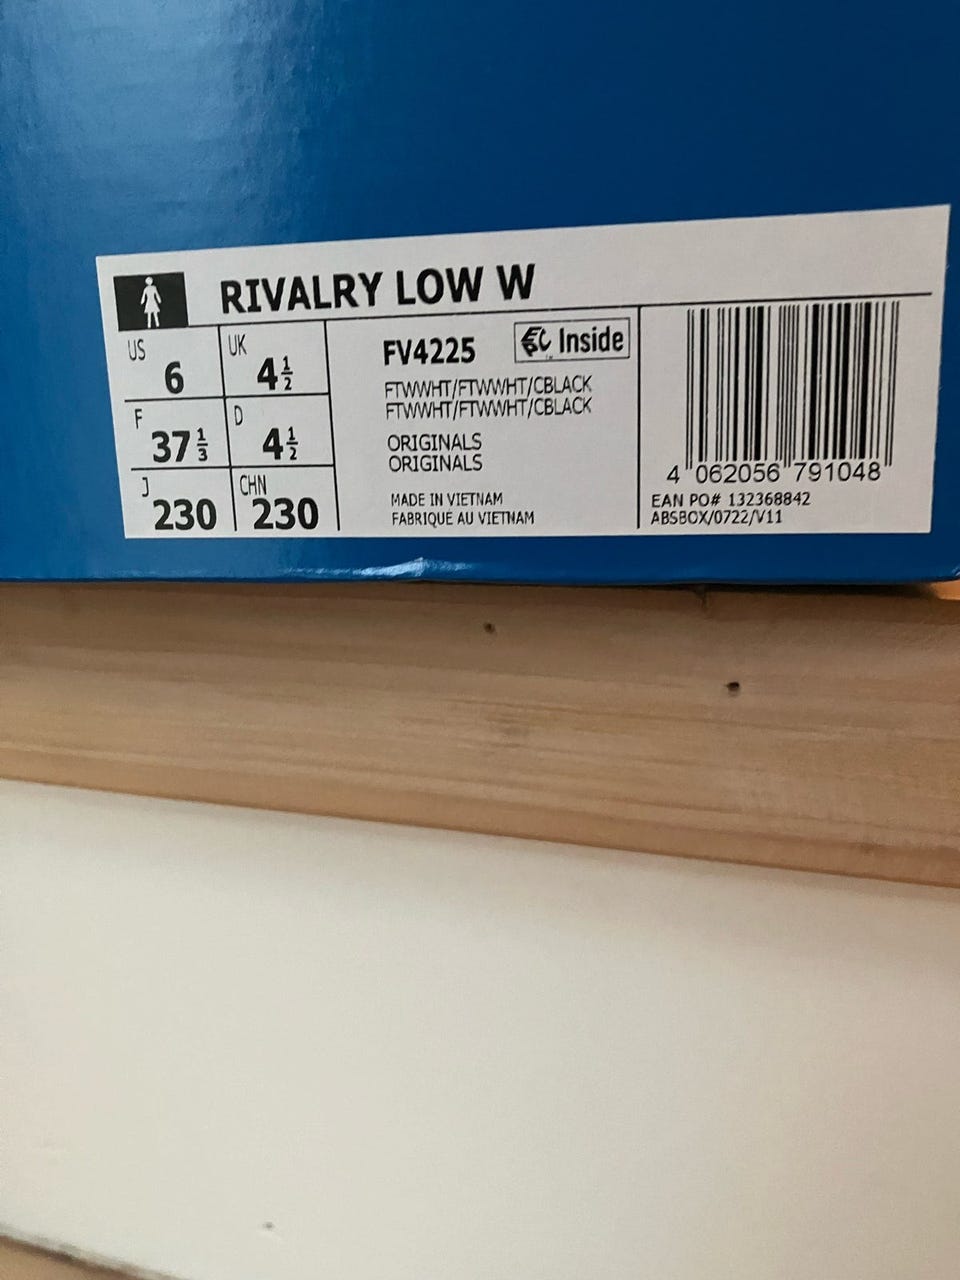 RIVALRY LOW W
US 6
UK 4½
F 37⅓
D 4½
J 230
CHN 230
FV4225
Inside
FTWWHT/FTWWHT/CBLACK
FTWWHT/FTWWHT/CBLACK
ORIGINALS
ORIGINALS
MADE IN VIETNAM
FABRIQUE AU VIETNAM
4 062056 791048
EAN PO# 132368842
ABSBOX/0722/V11